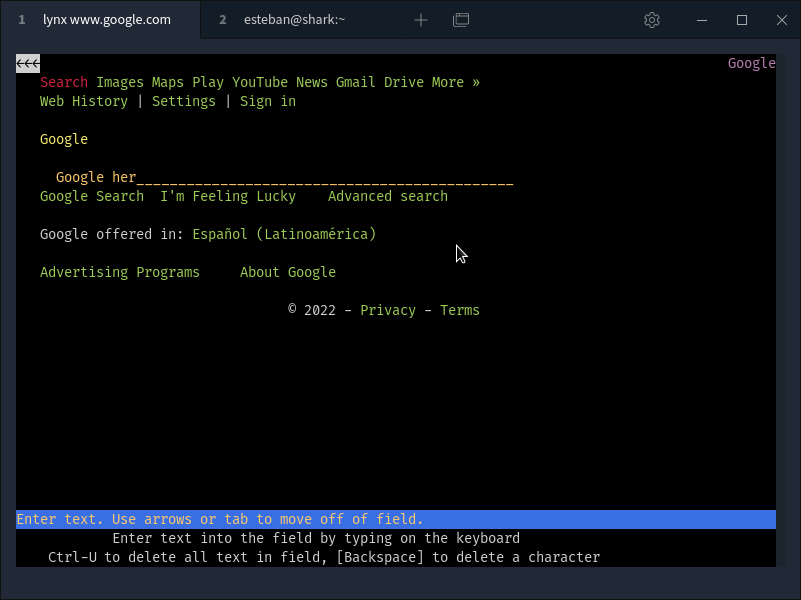 1 lynx www.google.com 2 esteban@shark:~
<<< Google
Search Images Maps Play YouTube News Gmail Drive More »
Web History | Settings | Sign in
Google
Google her_______________________________________________
Google Search I'm Feeling Lucky Advanced search
Google offered in: Español (Latinoamérica)
Advertising Programs About Google
© 2022 - Privacy - Terms
Enter text. Use arrows or tab to move off of field.
Enter text into the field by typing on the keyboard
Ctrl-U to delete all text in field, [Backspace] to delete a character